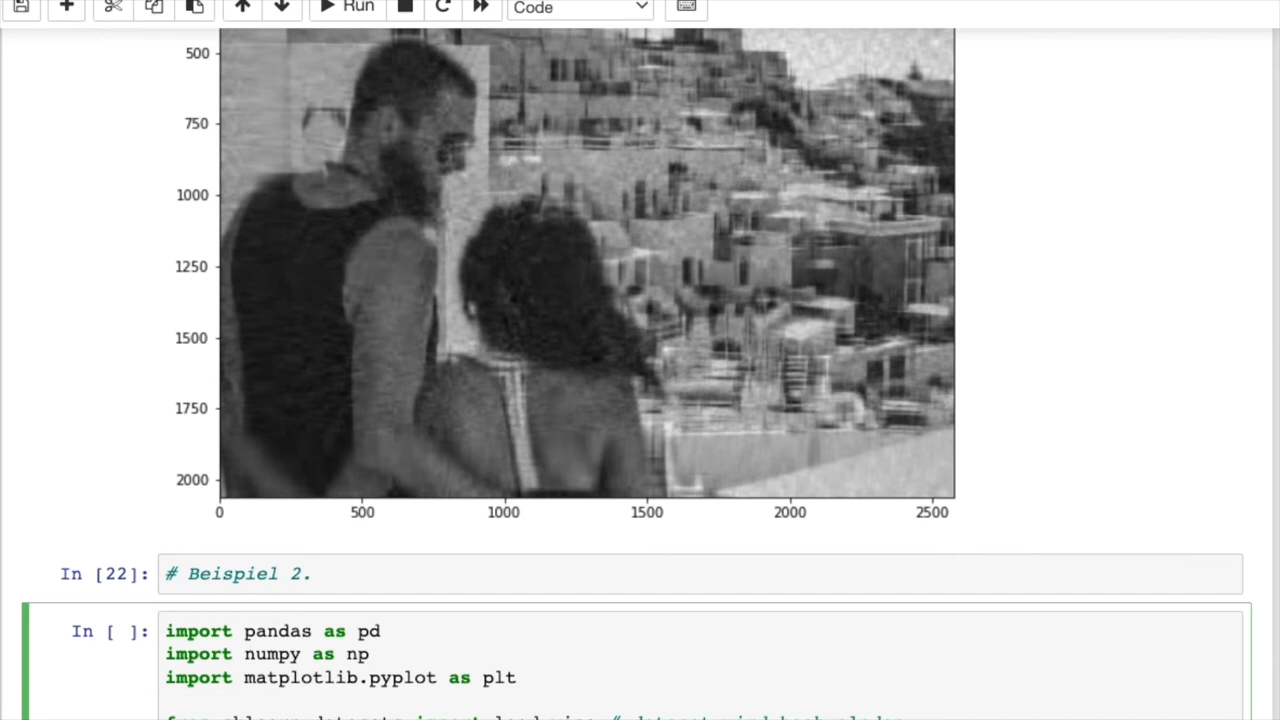 Run
Code
500
750
1000
1250
1500
1750
2000
0 500 1000 1500 2000 2500
In [22]: # Beispiel 2.
In [ ]: import pandas as pd
import numpy as np
import matplotlib.pyplot as plt